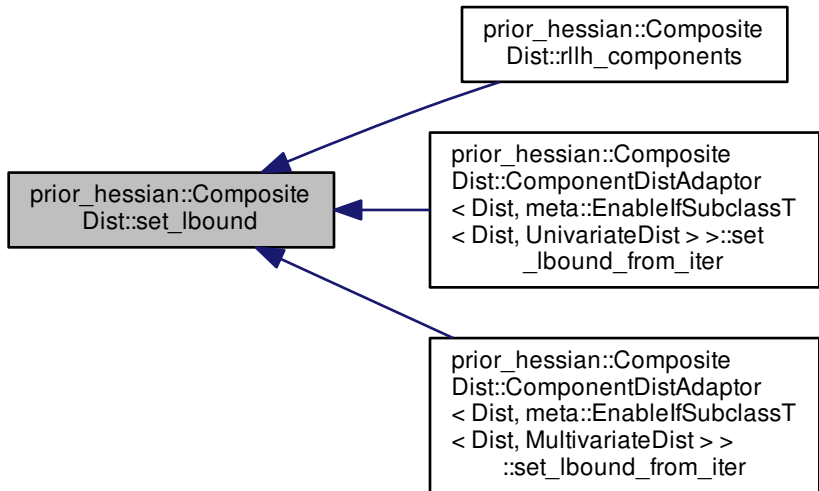 prior_hessian::Composite
Dist::rllh_components
prior_hessian::Composite
Dist::set_lbound
prior_hessian::Composite
Dist::ComponentDistAdaptor
< Dist, meta::EnableIfSubclassT
< Dist, UnivariateDist > >::set
_lbound_from_iter
prior_hessian::Composite
Dist::ComponentDistAdaptor
< Dist, meta::EnableIfSubclassT
< Dist, MultivariateDist > >
::set_lbound_from_iter